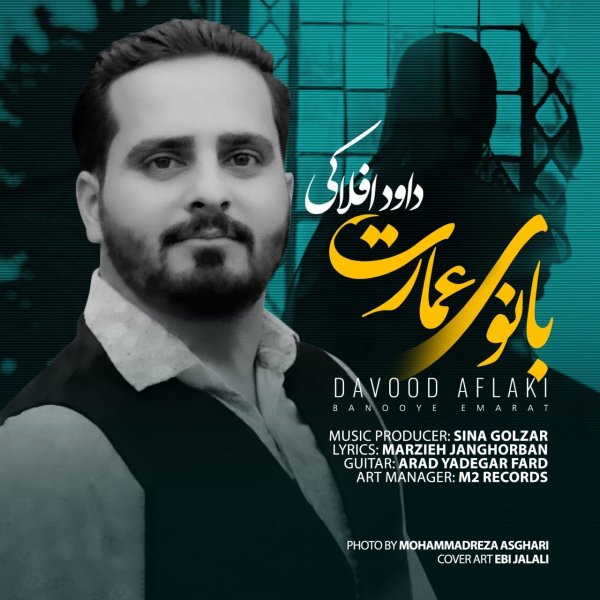 داود افلاکی
بانوی عمارت
DAVOOD AFLAKI
BANOOYE EMARAT
MUSIC PRODUCER: SINA GOLZAR
LYRICS: MARZIEH JANGHORBAN
GUITAR: ARAD YADEGAR FARD
ART MANAGER: M2 RECORDS
PHOTO BY MOHAMMADREZA ASGHARI
COVER ART EBI JALALI